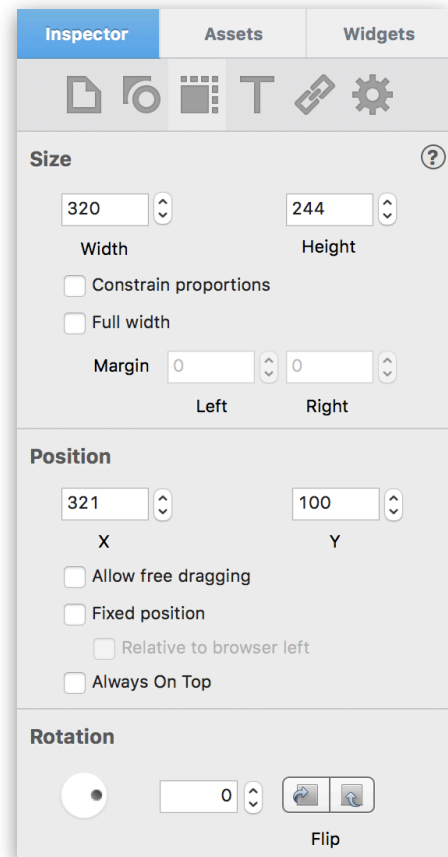 Inspector Assets Widgets
Size ?
320 244
Width Height
Constrain proportions
Full width
Margin 0 0
Left Right
Position
321 100
X Y
Allow free dragging
Fixed position
Relative to browser left
Always On Top
Rotation
0
Flip